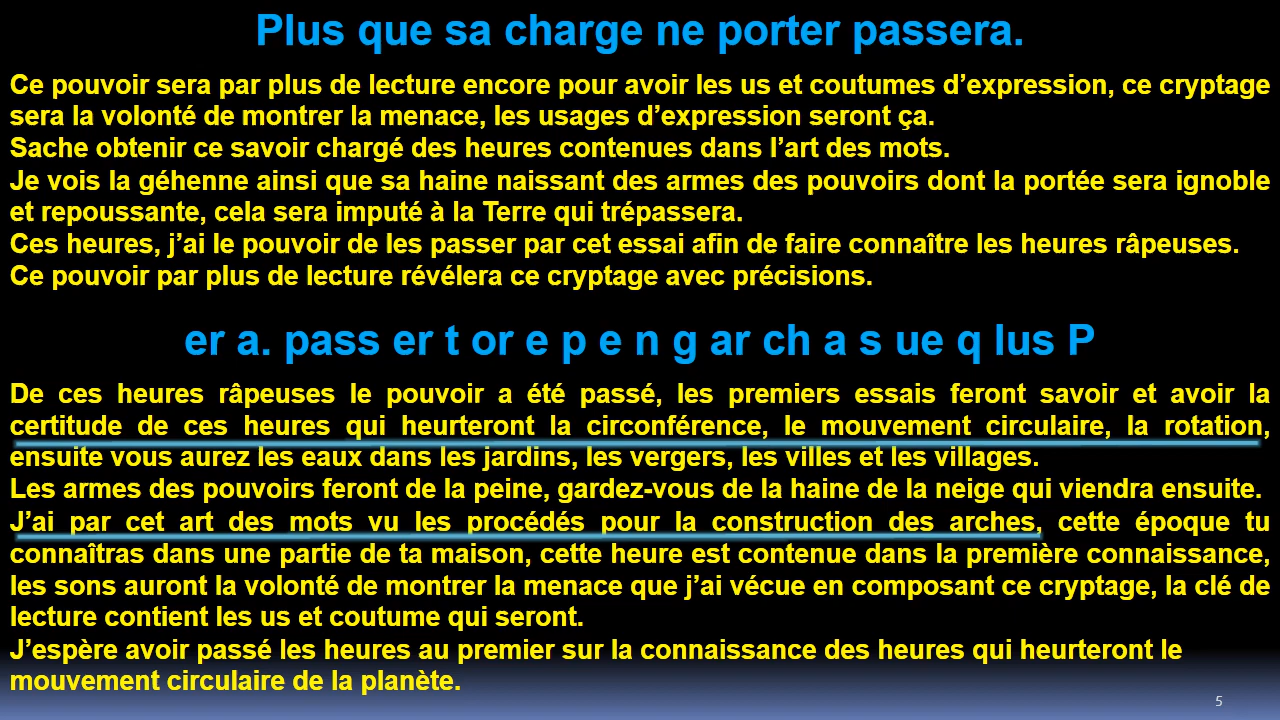 Plus que sa charge ne porter passera.
Ce pouvoir sera par plus de lecture encore pour avoir les us et coutumes d’expression, ce cryptage
sera la volonté de montrer la menace, les usages d’expression seront ça.
Sache obtenir ce savoir chargé des heures contenues dans l’art des mots.
Je vois la géhenne ainsi que sa haine naissant des armes des pouvoirs dont la portée sera ignoble
et repoussante, cela sera imputé à la Terre qui trépassera.
Ces heures, j’ai le pouvoir de les passer par cet essai afin de faire connaître les heures râpeuses.
Ce pouvoir par plus de lecture révélera ce cryptage avec précisions.
er a. pass er t or e p e n g ar ch a s ue q lus P
De ces heures râpeuses le pouvoir a été passé, les premiers essais feront savoir et avoir la
certitude de ces heures qui heurteront la circonférence, le mouvement circulaire, la rotation,
ensuite vous aurez les eaux dans les jardins, les vergers, les villes et les villages.
Les armes des pouvoirs feront de la peine, gardez-vous de la haine de la neige qui viendra ensuite.
J’ai par cet art des mots vu les procédés pour la construction des arches, cette époque tu
connaîtras dans une partie de ta maison, cette heure est contenue dans la première connaissance,
les sons auront la volonté de montrer la menace que j’ai vécue en composant ce cryptage, la clé de
lecture contient les us et coutume qui seront.
J’espère avoir passé les heures au premier sur la connaissance des heures qui heurteront le
mouvement circulaire de la planète.
5